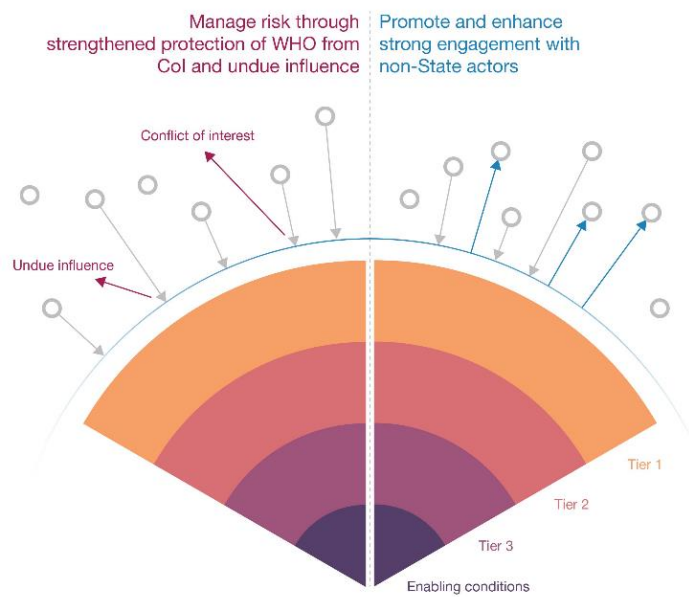 Manage risk through
strengthened protection of WHO from
CoI and undue influence
Promote and enhance
strong engagement with
non-State actors
Conflict of interest
Undue influence
Tier 1
Tier 2
Tier 3
Enabling conditions